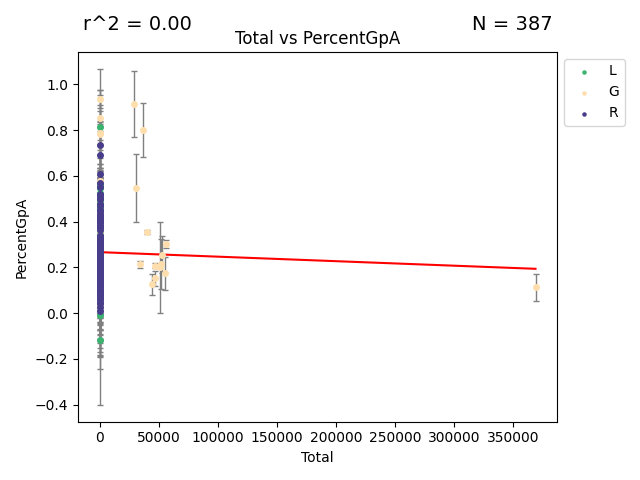 r^2 = 0.00
N = 387
Total vs PercentGpA
L
G
R
PercentGpA
1.0
0.8
0.6
0.4
0.2
0.0
−0.2
−0.4
0
50000
100000
150000
200000
250000
300000
350000
Total